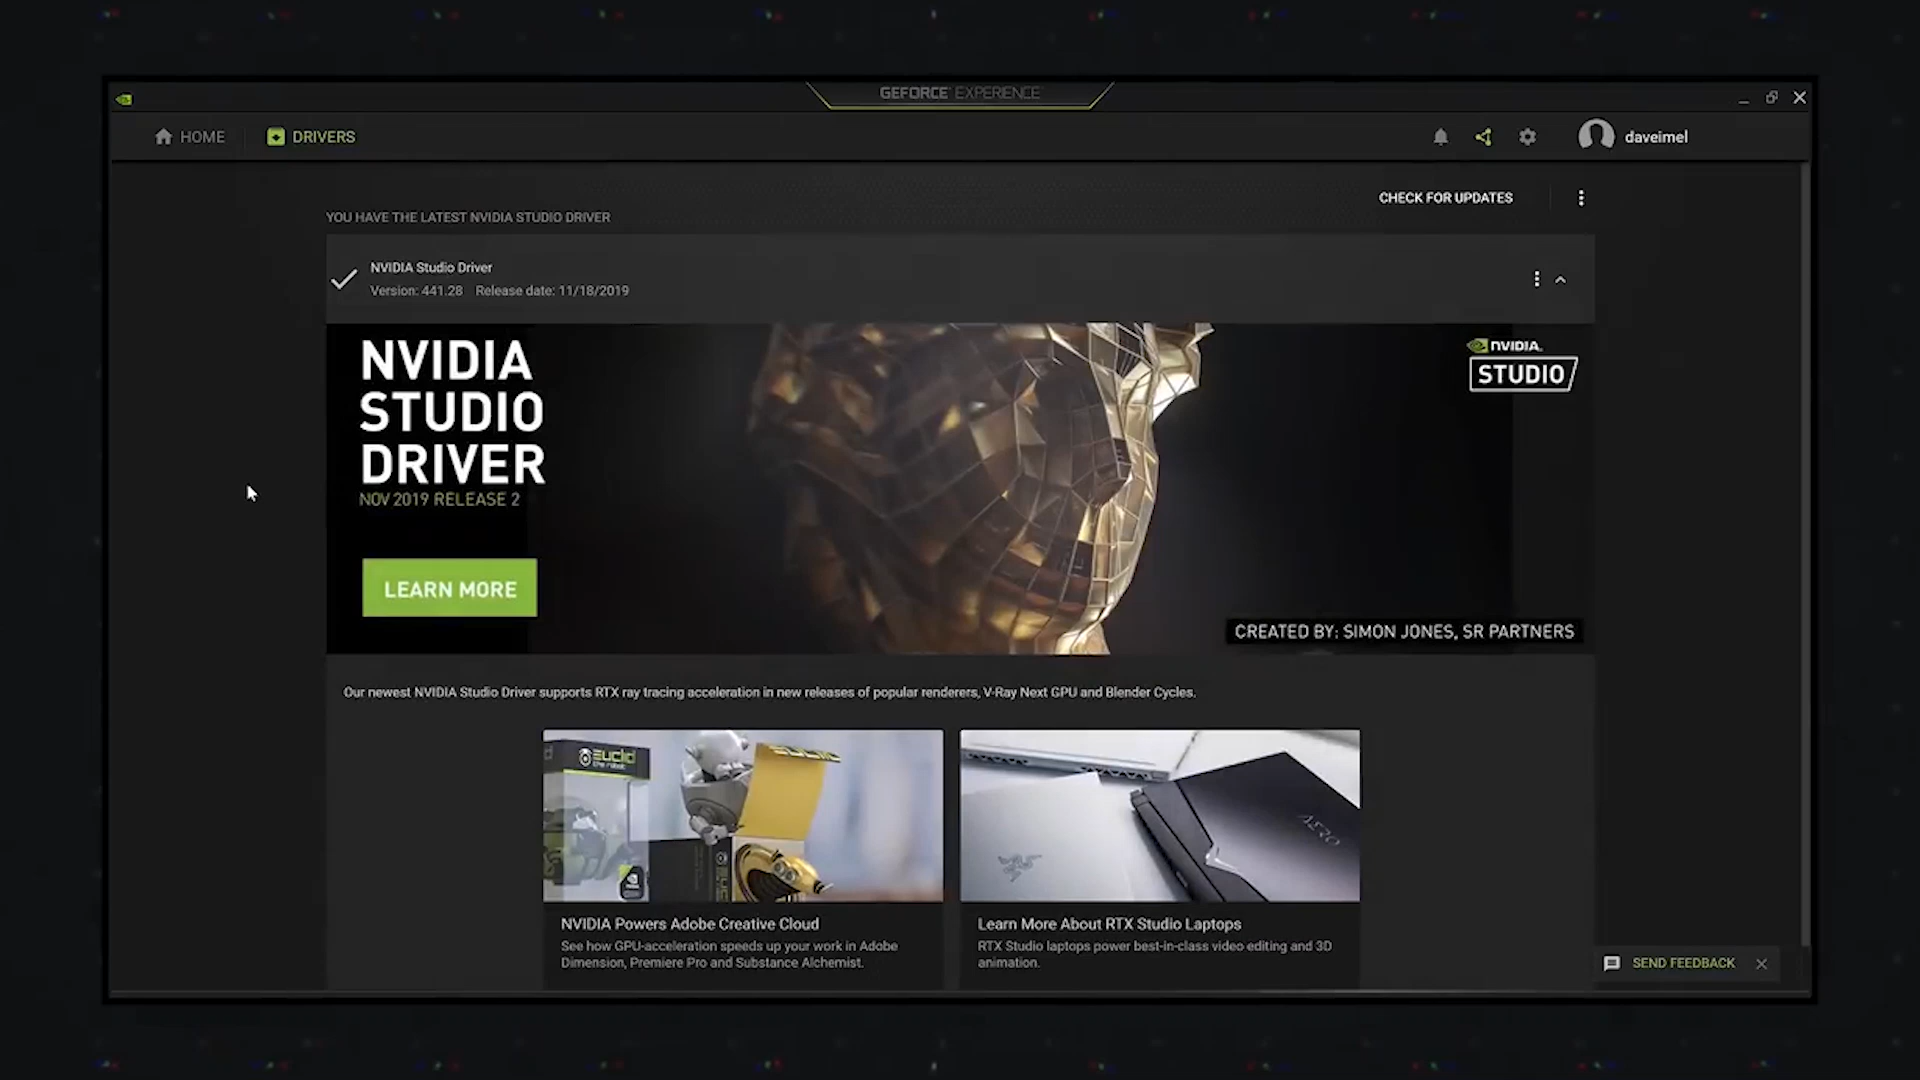 GEFORCE EXPERIENCE
HOME
DRIVERS
daveimel
CHECK FOR UPDATES
YOU HAVE THE LATEST NVIDIA STUDIO DRIVER
NVIDIA Studio Driver
Version: 441.28 Release date: 11/18/2019
NVIDIA
STUDIO
DRIVER
NOV 2019 RELEASE 2
LEARN MORE
NVIDIA.
STUDIO
CREATED BY: SIMON JONES, SR PARTNERS
Our newest NVIDIA Studio Driver supports RTX ray tracing acceleration in new releases of popular renderers, V-Ray Next GPU and Blender Cycles.
euclid
the robot
AERO
NVIDIA Powers Adobe Creative Cloud
See how GPU-acceleration speeds up your work in Adobe
Dimension, Premiere Pro and Substance Alchemist.
Learn More About RTX Studio Laptops
RTX Studio laptops power best-in-class video editing and 3D
animation.
SEND FEEDBACK